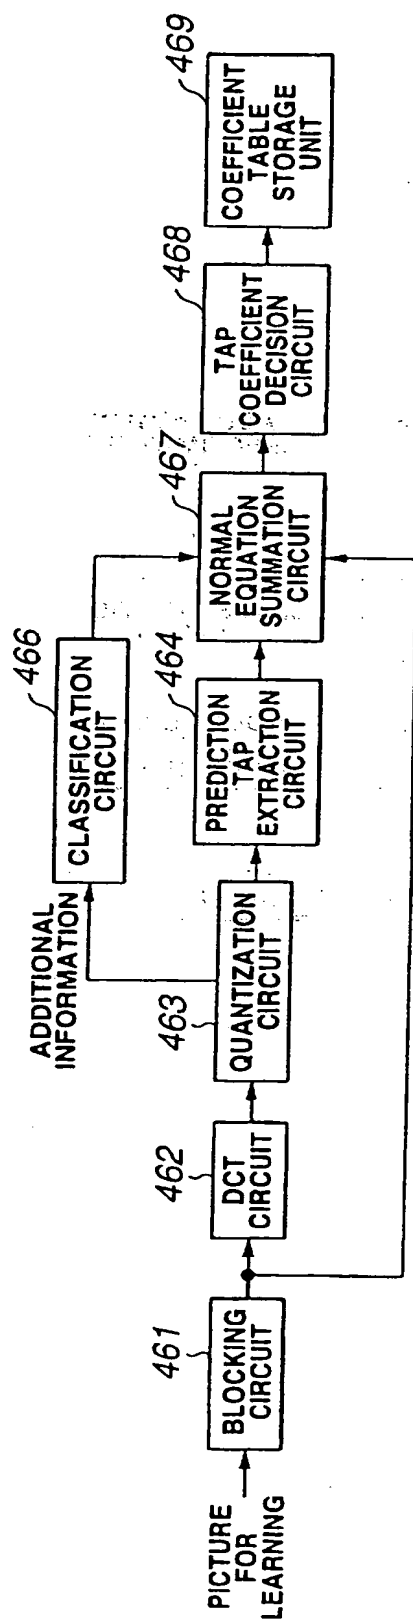 PICTURE
FOR
LEARNING
461
BLOCKING
CIRCUIT
462
DCT
CIRCUIT
463
QUANTIZATION
CIRCUIT
ADDITIONAL
INFORMATION
466
CLASSIFICATION
CIRCUIT
464
PREDICTION
TAP
EXTRACTION
CIRCUIT
467
NORMAL
EQUATION
SUMMATION
CIRCUIT
468
TAP
COEFFICIENT
DECISION
CIRCUIT
469
COEFFICIENT
TABLE
STORAGE
UNIT